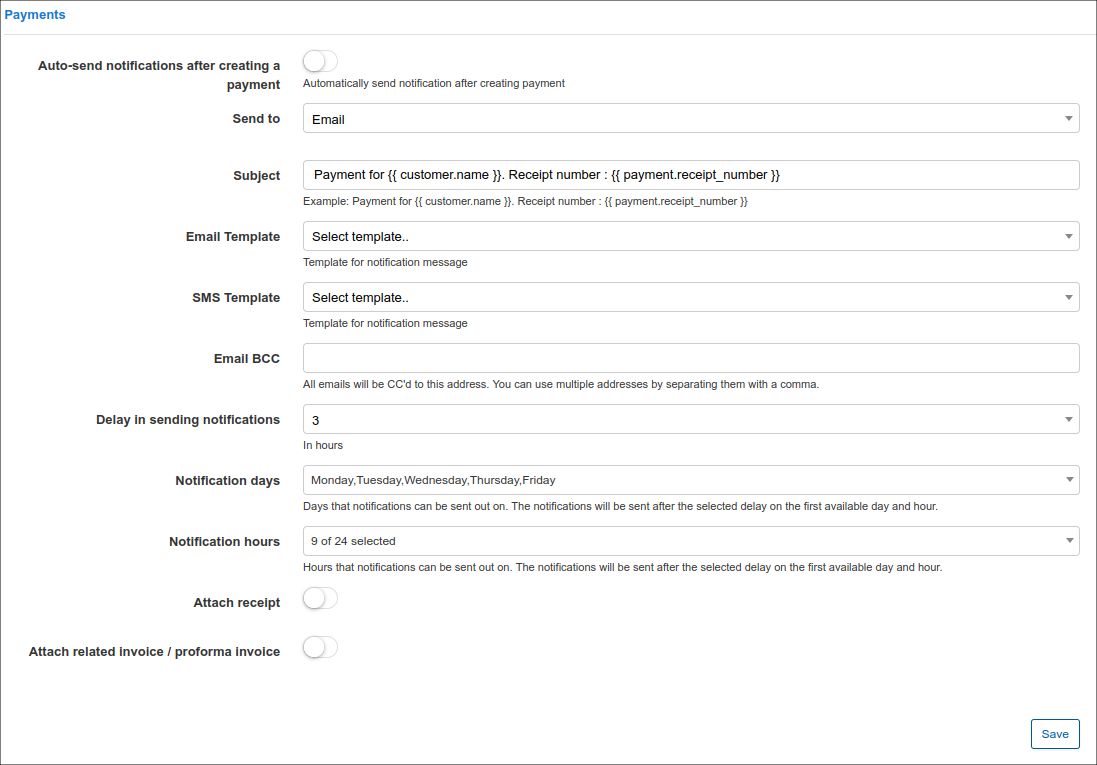 Payments
Auto-send notifications after creating a
payment
Automatically send notification after creating payment
Send to
Email
Subject
Payment for {{ customer.name }}. Receipt number : {{ payment.receipt_number }}
Example: Payment for {{ customer.name }}. Receipt number : {{ payment.receipt_number }}
Email Template
Select template..
Template for notification message
SMS Template
Select template..
Template for notification message
Email BCC
All emails will be CC'd to this address. You can use multiple addresses by separating them with a comma.
Delay in sending notifications
3
In hours
Notification days
Monday,Tuesday,Wednesday,Thursday,Friday
Days that notifications can be sent out on. The notifications will be sent after the selected delay on the first available day and hour.
Notification hours
9 of 24 selected
Hours that notifications can be sent out on. The notifications will be sent after the selected delay on the first available day and hour.
Attach receipt
Attach related invoice / proforma invoice
Save